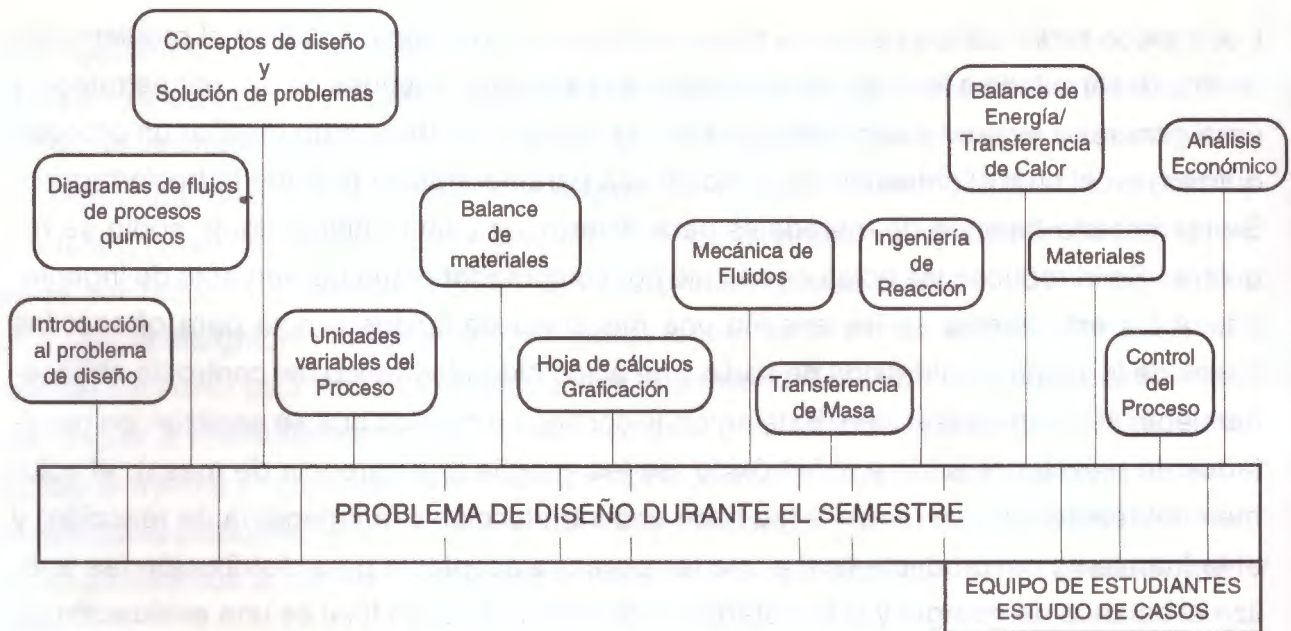 Conceptos de diseño
y
Solución de problemas
Diagramas de flujos
de procesos
químicos
Introducción
al problema
de diseño
Unidades
variables del
Proceso
Balance
de
materiales
Hoja de cálculos
Graficación
Mecánica de
Fluidos
Transferencia
de Masa
Ingeniería
de
Reacción
Balance de
Energía/
Transferencia
de Calor
Materiales
Control
del
Proceso
Análisis
Económico
PROBLEMA DE DISEÑO DURANTE EL SEMESTRE
EQUIPO DE ESTUDIANTES
ESTUDIO DE CASOS